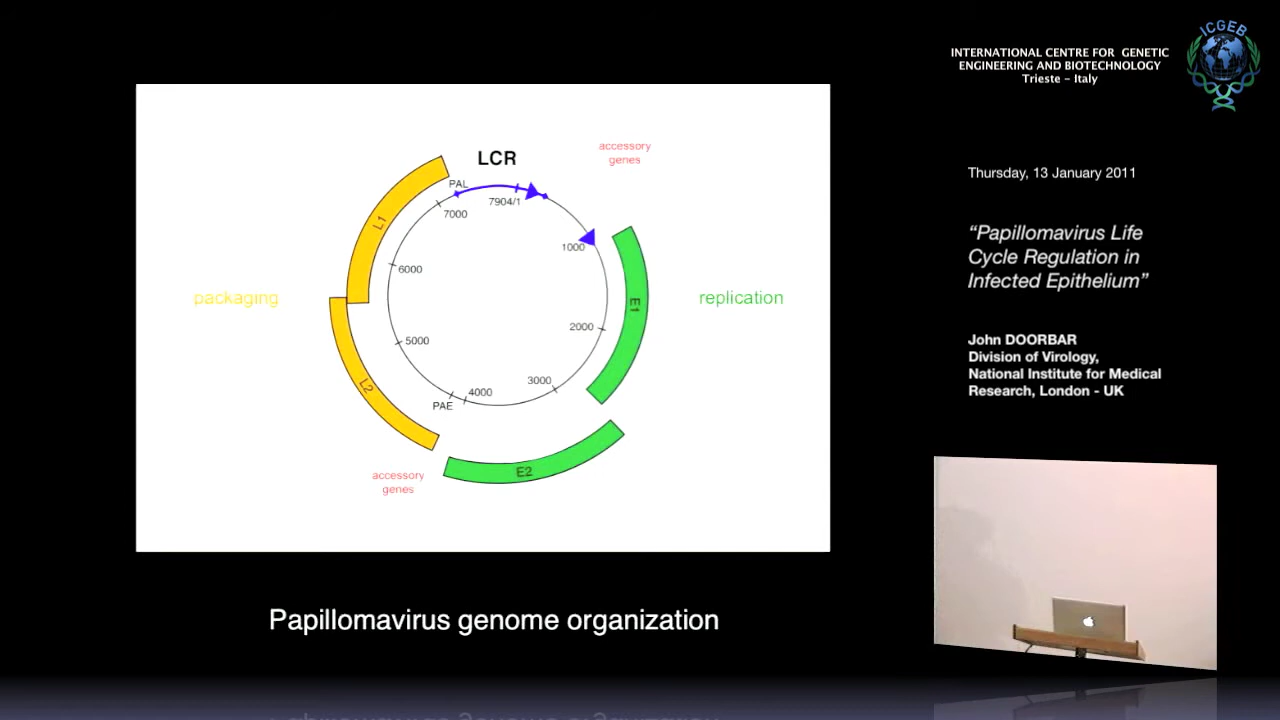 ICGEB
INTERNATIONAL CENTRE FOR GENETIC
ENGINEERING AND BIOTECHNOLOGY
Trieste - Italy
Thursday, 13 January 2011
“Papillomavirus Life
Cycle Regulation in
Infected Epithelium”
John DOORBAR
Division of Virology,
National Institute for Medical
Research, London - UK
LCR
accessory
genes
PAL
7904/1
7000
1000
L1
6000
packaging
E1
replication
2000
5000
L2
3000
4000
PAE
E2
accessory
genes
Papillomavirus genome organization